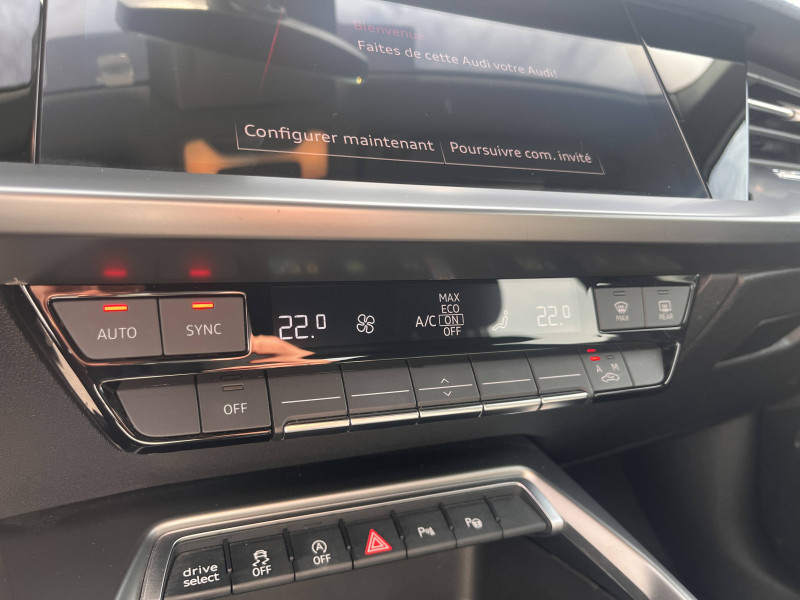 Bienvenue
Faites de cette Audi votre Audi!
Configurer maintenant
Poursuivre com. invité
AUTO
SYNC
22.0
A/C
MAX
ECO
ON
OFF
22.0
MAX
REAR
OFF
A M
drive
select
OFF
A
OFF
P
P